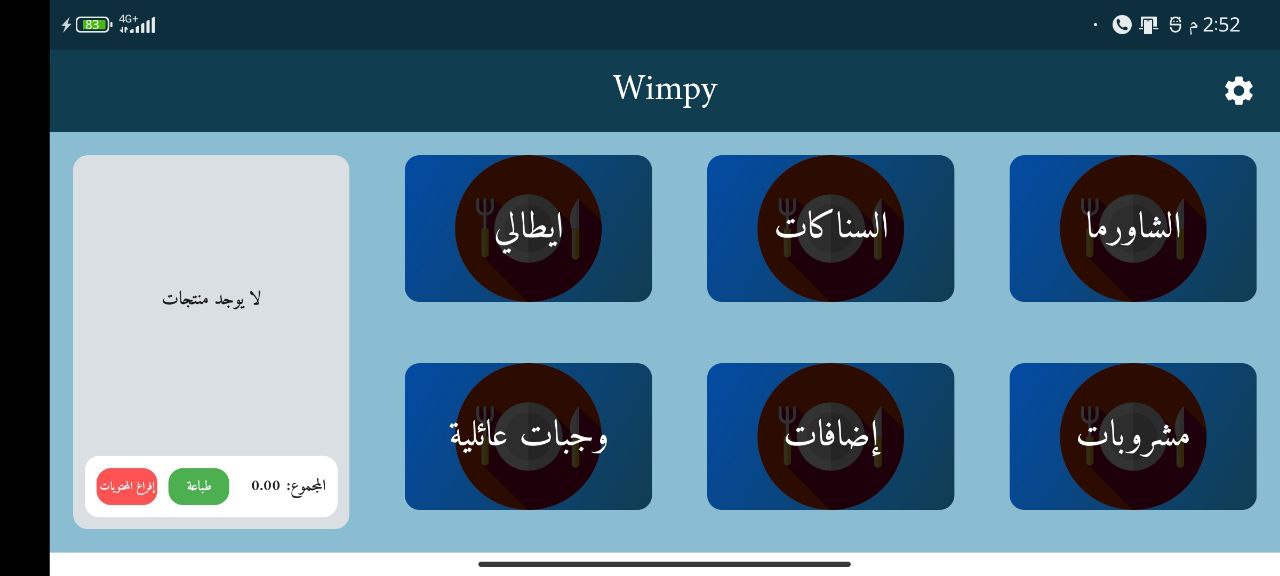 م 2:52
4G+
83
Wimpy
الشاورما
السناكات
ايطالي
مشروبات
إضافات
وجبات عائلية
لا يوجد منتجات
المجموع: 0.00
طباعة
إفراغ المحتويات